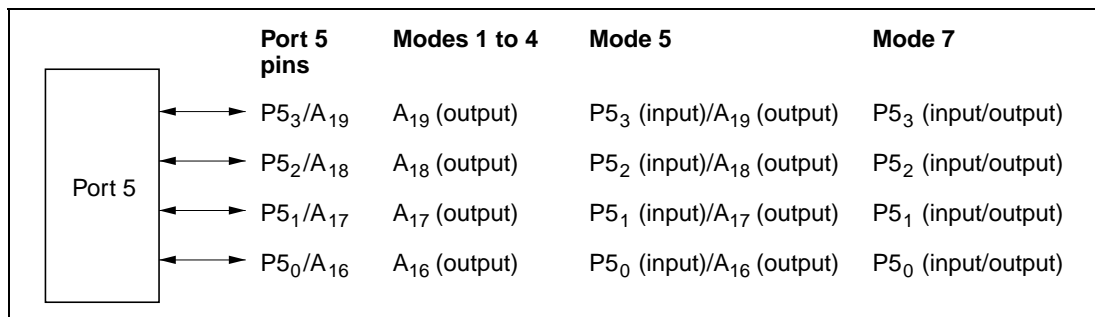 Port 5 pins Modes 1 to 4 Mode 5 Mode 7
P5₃/A₁₉ A₁₉ (output) P5₃ (input)/A₁₉ (output) P5₃ (input/output)
P5₂/A₁₈ A₁₈ (output) P5₂ (input)/A₁₈ (output) P5₂ (input/output)
Port 5
P5₁/A₁₇ A₁₇ (output) P5₁ (input)/A₁₇ (output) P5₁ (input/output)
P5₀/A₁₆ A₁₆ (output) P5₀ (input)/A₁₆ (output) P5₀ (input/output)